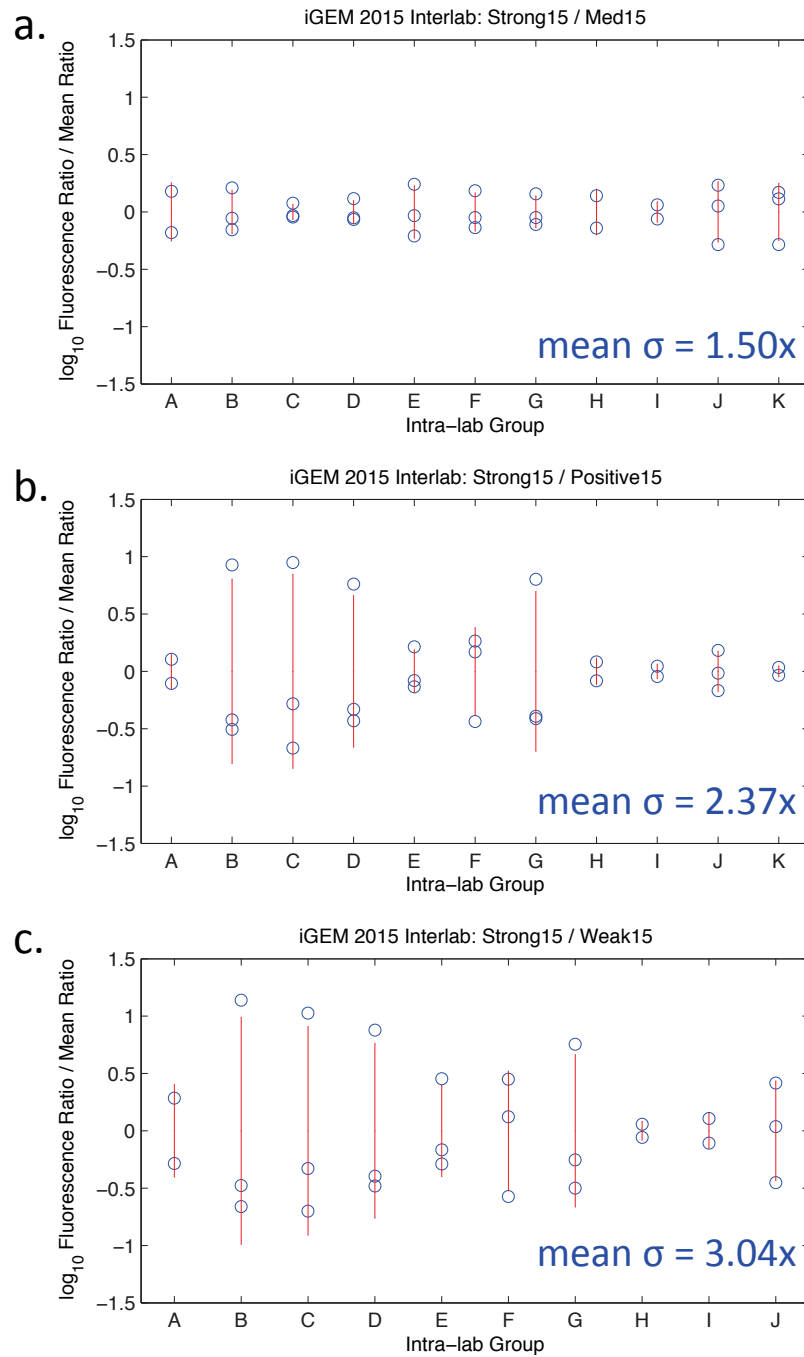 a.
iGEM 2015 Interlab: Strong15 / Med15
log10 Fluorescence Ratio / Mean Ratio
1.5
1
0.5
0
−0.5
−1
−1.5
mean σ = 1.50x
A B C D E F G H I J K
Intra−lab Group
b.
iGEM 2015 Interlab: Strong15 / Positive15
log10 Fluorescence Ratio / Mean Ratio
1.5
1
0.5
0
−0.5
−1
−1.5
mean σ = 2.37x
A B C D E F G H I J K
Intra−lab Group
c.
iGEM 2015 Interlab: Strong15 / Weak15
log10 Fluorescence Ratio / Mean Ratio
1.5
1
0.5
0
−0.5
−1
−1.5
mean σ = 3.04x
A B C D E F G H I J
Intra−lab Group